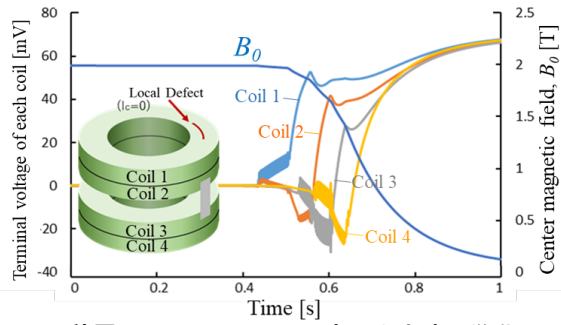 Terminal voltage of each coil [mV]
80
60
40
20
0
-20
-40
B₀
Local Defect
(Ic=0)
Coil 1
Coil 2
Coil 3
Coil 4
Coil 1
Coil 2
Coil 3
Coil 4
0
0.2
0.4
0.6
0.8
1
Time [s]
2.5
2
1.5
1
0.5
0
Center magnetic field, B₀ [T]